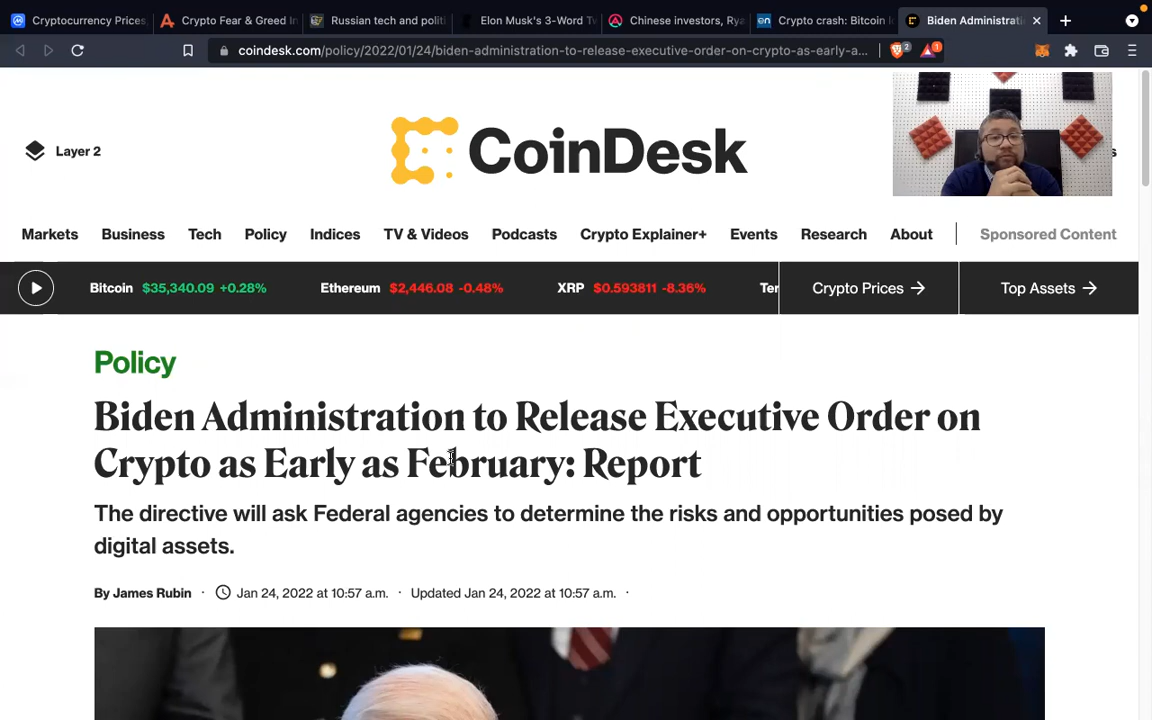 Cryptocurrency Prices,
Crypto Fear & Greed In
Russian tech and politi
Elon Musk's 3-Word Tw
Chinese investors, Rya
Crypto crash: Bitcoin l
Biden Administrati
coindesk.com/policy/2022/01/24/biden-administration-to-release-executive-order-on-crypto-as-early-a...
2
1
Layer 2
CoinDesk
s
Markets Business Tech Policy Indices TV & Videos Podcasts Crypto Explainer+ Events Research About Sponsored Content
Bitcoin $35,340.09 +0.28% Ethereum $2,446.08 -0.48% XRP $0.593811 -8.36% Ter Crypto Prices → Top Assets →
Policy
Biden Administration to Release Executive Order on
Crypto as Early as February: Report
The directive will ask Federal agencies to determine the risks and opportunities posed by
digital assets.
By James Rubin · Jan 24, 2022 at 10:57 a.m. · Updated Jan 24, 2022 at 10:57 a.m. ·